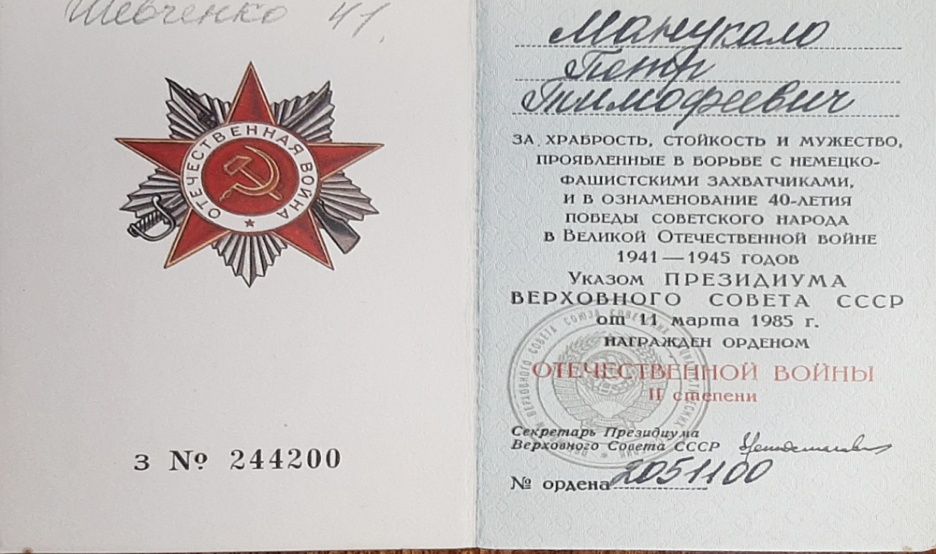 Шевченко 41.
ОТЕЧЕСТВЕННАЯ ВОЙНА
З № 244200
Манукало
Петр
Тимофеевич
ЗА ХРАБРОСТЬ, СТОЙКОСТЬ И МУЖЕСТВО,
ПРОЯВЛЕННЫЕ В БОРЬБЕ С НЕМЕЦКО-
ФАШИСТСКИМИ ЗАХВАТЧИКАМИ,
И В ОЗНАМЕНОВАНИЕ 40-ЛЕТИЯ
ПОБЕДЫ СОВЕТСКОГО НАРОДА
В ВЕЛИКОЙ ОТЕЧЕСТВЕННОЙ ВОЙНЕ
1941—1945 ГОДОВ
УКАЗОМ ПРЕЗИДИУМА
ВЕРХОВНОГО СОВЕТА СССР
от 11 марта 1985 г.
НАГРАЖДЕН ОРДЕНОМ
ОТЕЧЕСТВЕННОЙ ВОЙНЫ
II степени
Секретарь Президиума
Верховного Совета СССР
№ ордена 2051100